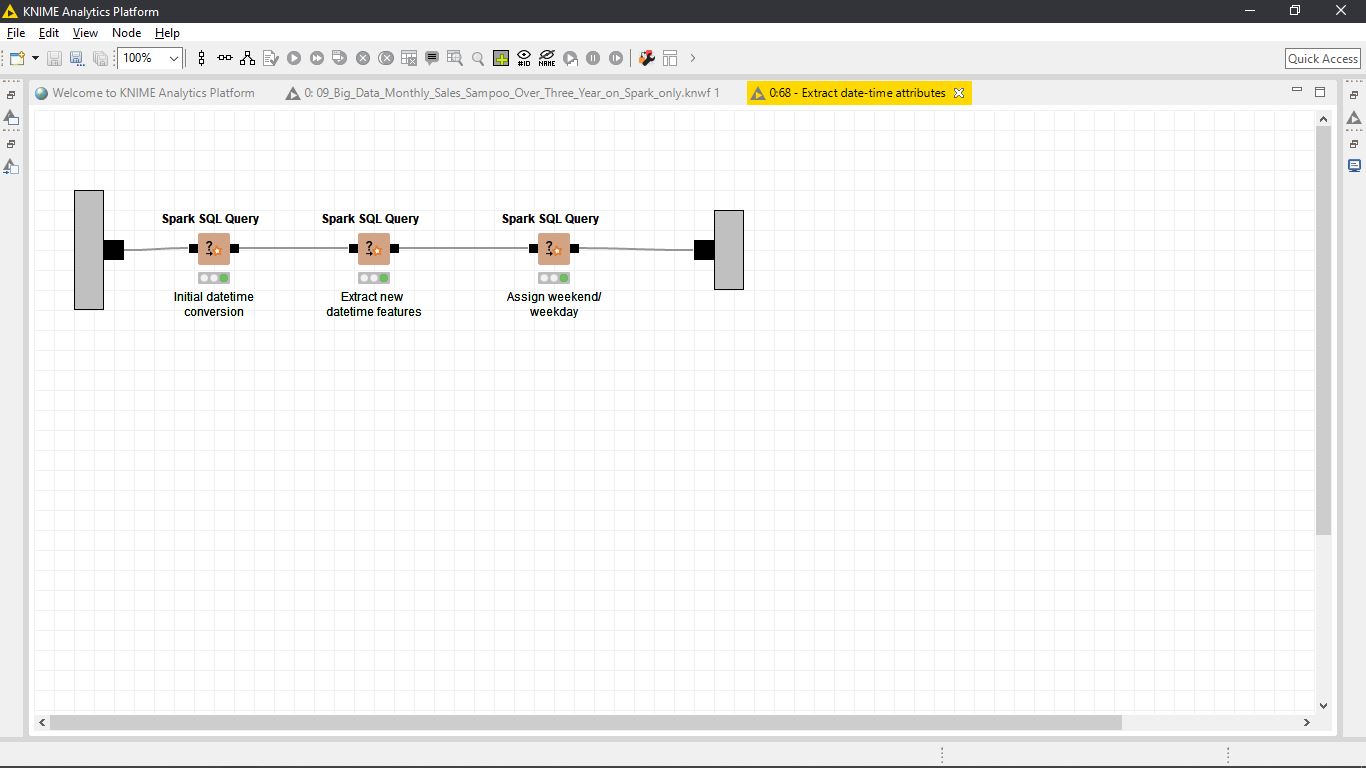 KNIME Analytics Platform
File Edit View Node Help
100%
#ID
NAME
Quick Access
Welcome to KNIME Analytics Platform
0: 09_Big_Data_Monthly_Sales_Sampoo_Over_Three_Year_on_Spark_only.knwf 1
0:68 - Extract date-time attributes
Spark SQL Query
Initial datetime
conversion
Spark SQL Query
Extract new
datetime features
Spark SQL Query
Assign weekend/
weekday